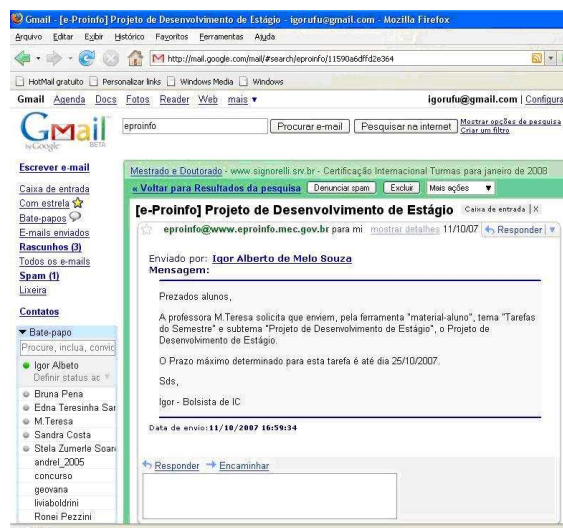 Gmail - [e-Proinfo] Projeto de Desenvolvimento de Estágio - igorufu@gmail.com - Mozilla Firefox
Arquivo Editar Exibir Histórico Favoritos Ferramentas Ajuda
http://mail.google.com/mail/#search/eproinfo/11590a6dffd2e364
HotMail gratuito Personalizar links Windows Media Windows
Gmail Agenda Docs Fotos Reader Web mais ▼ igorufu@gmail.com | Configura
Gmail by Google BETA
eproinfo Procurar e-mail Pesquisar na internet Mostrar opções de pesquisa
Criar um filtro
Escrever e-mail
Caixa de entrada
Com estrela
Bate-papos
E-mails enviados
Rascunhos (3)
Todos os e-mails
Spam (1)
Lixeira
Contatos
▼ Bate-papo
Procure, inclua, convid
Igor Albeto
Definir status ac ▼
Bruna Pena
Edna Teresinha Sar
M.Teresa
Sandra Costa
Stela Zumerle Soare
andrel_2005
concurso
geovana
liviaboldrini
Ronei Pezzini
Mestrado e Doutorado - www.signorelli.srv.br - Certificação Internacional Turmas para janeiro de 2008
« Voltar para Resultados da pesquisa Denunciar spam Excluir Mais ações ▼
[e-Proinfo] Projeto de Desenvolvimento de Estágio Caixa de entrada | X
eproinfo@www.eproinfo.mec.gov.br para mi mostrar detalhes 11/10/07 Responder ▼
Enviado por: Igor Alberto de Melo Souza
Mensagem:
Prezados alunos,
A professora M.Teresa solicita que enviem, pela ferramenta "material-aluno", tema "Tarefas
do Semestre" e subtema "Projeto de Desenvolvimento de Estágio", o Projeto de
Desenvolvimento de Estágio.
O Prazo máximo determinado para esta tarefa é até dia 25/10/2007.
Sds,
Igor - Bolsista de IC
Data de envio:11/10/2007 16:59:34
Responder Encaminhar